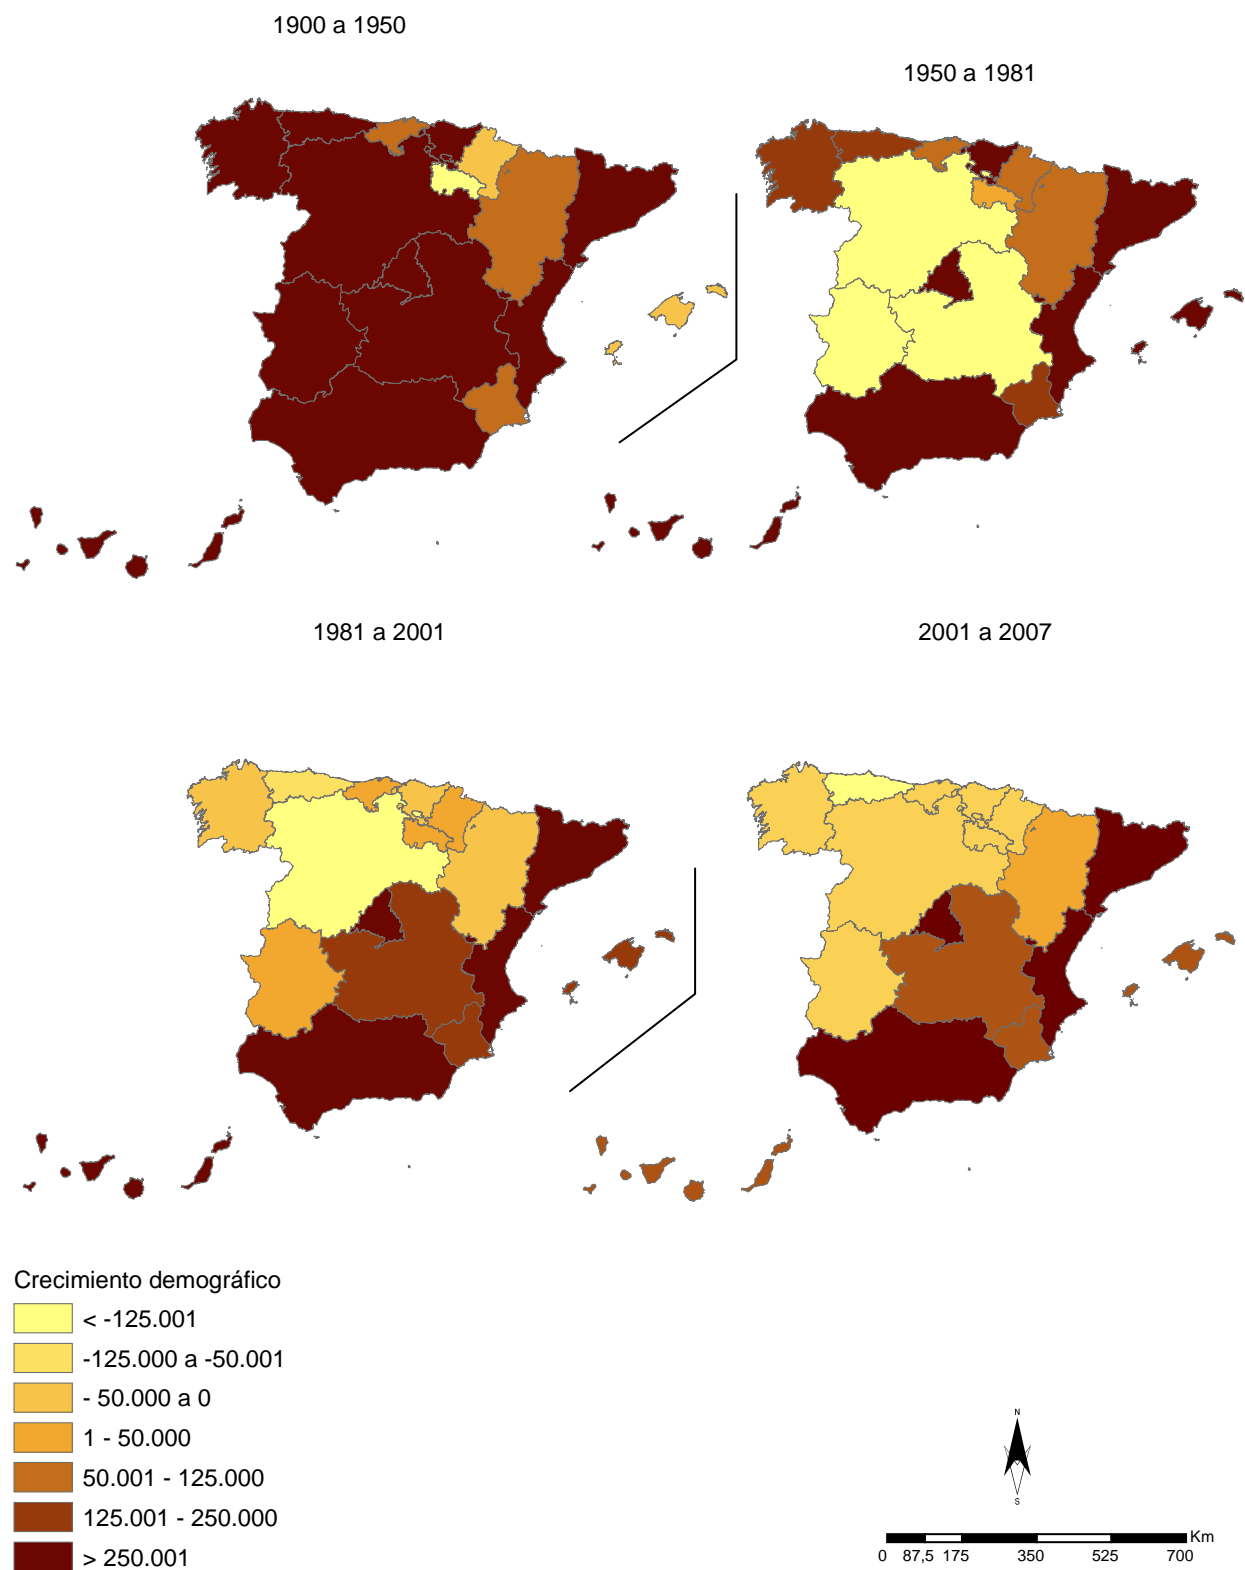 1900 a 1950
1950 a 1981
1981 a 2001
2001 a 2007
Crecimiento demográfico
< -125.001
-125.000 a -50.001
- 50.000 a 0
1 - 50.000
50.001 - 125.000
125.001 - 250.000
> 250.001
N
S
Km
0 87,5 175 350 525 700